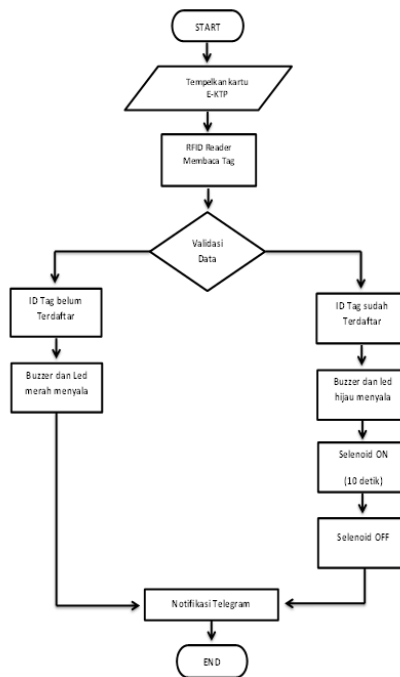 START
Tempelkan kartu
E-KTP
RFID Reader
Membaca Tag
Validasi
Data
ID Tag belum
Terdaftar
Buzzer dan Led
merah menyala
ID Tag sudah
Terdaftar
Buzzer dan led
hijau menyala
Selenoid ON
(10 detik)
Selenoid OFF
Notifikasi Telegram
END